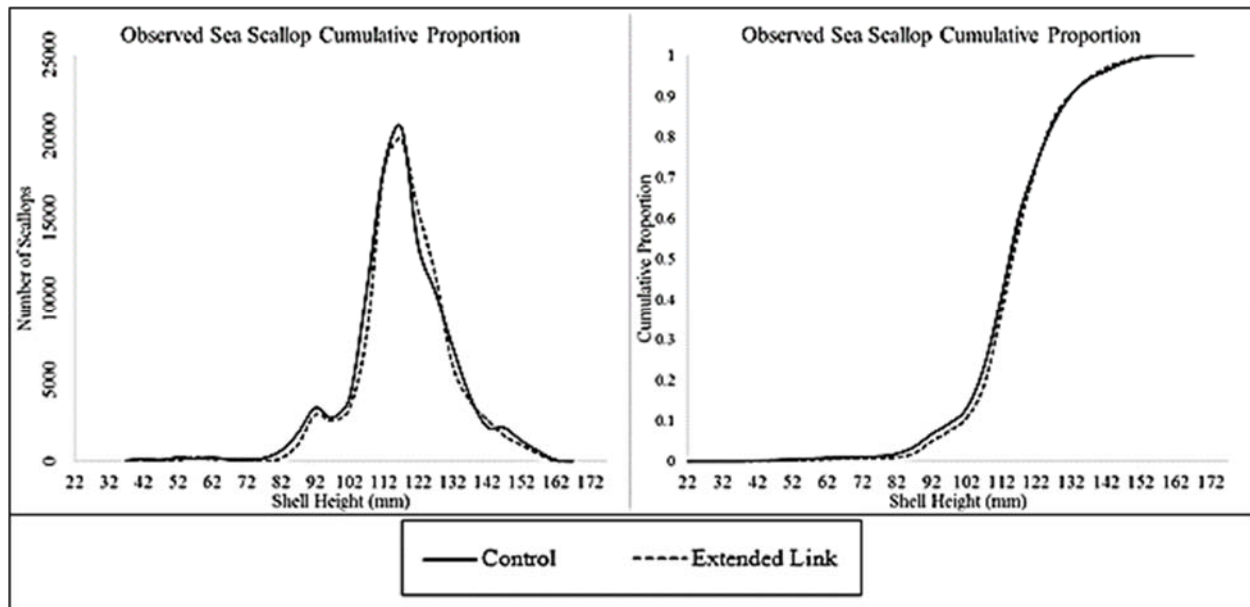 Observed Sea Scallop Cumulative Proportion
Number of Scallops
25000
20000
15000
10000
5000
0
22 32 42 52 62 72 82 92 102 112 122 132 142 152 162 172
Shell Height (mm)
Observed Sea Scallop Cumulative Proportion
Cumulative Proportion
1
0.9
0.8
0.7
0.6
0.5
0.4
0.3
0.2
0.1
0
22 32 42 52 62 72 82 92 102 112 122 132 142 152 162 172
Shell Height (mm)
Control
Extended Link